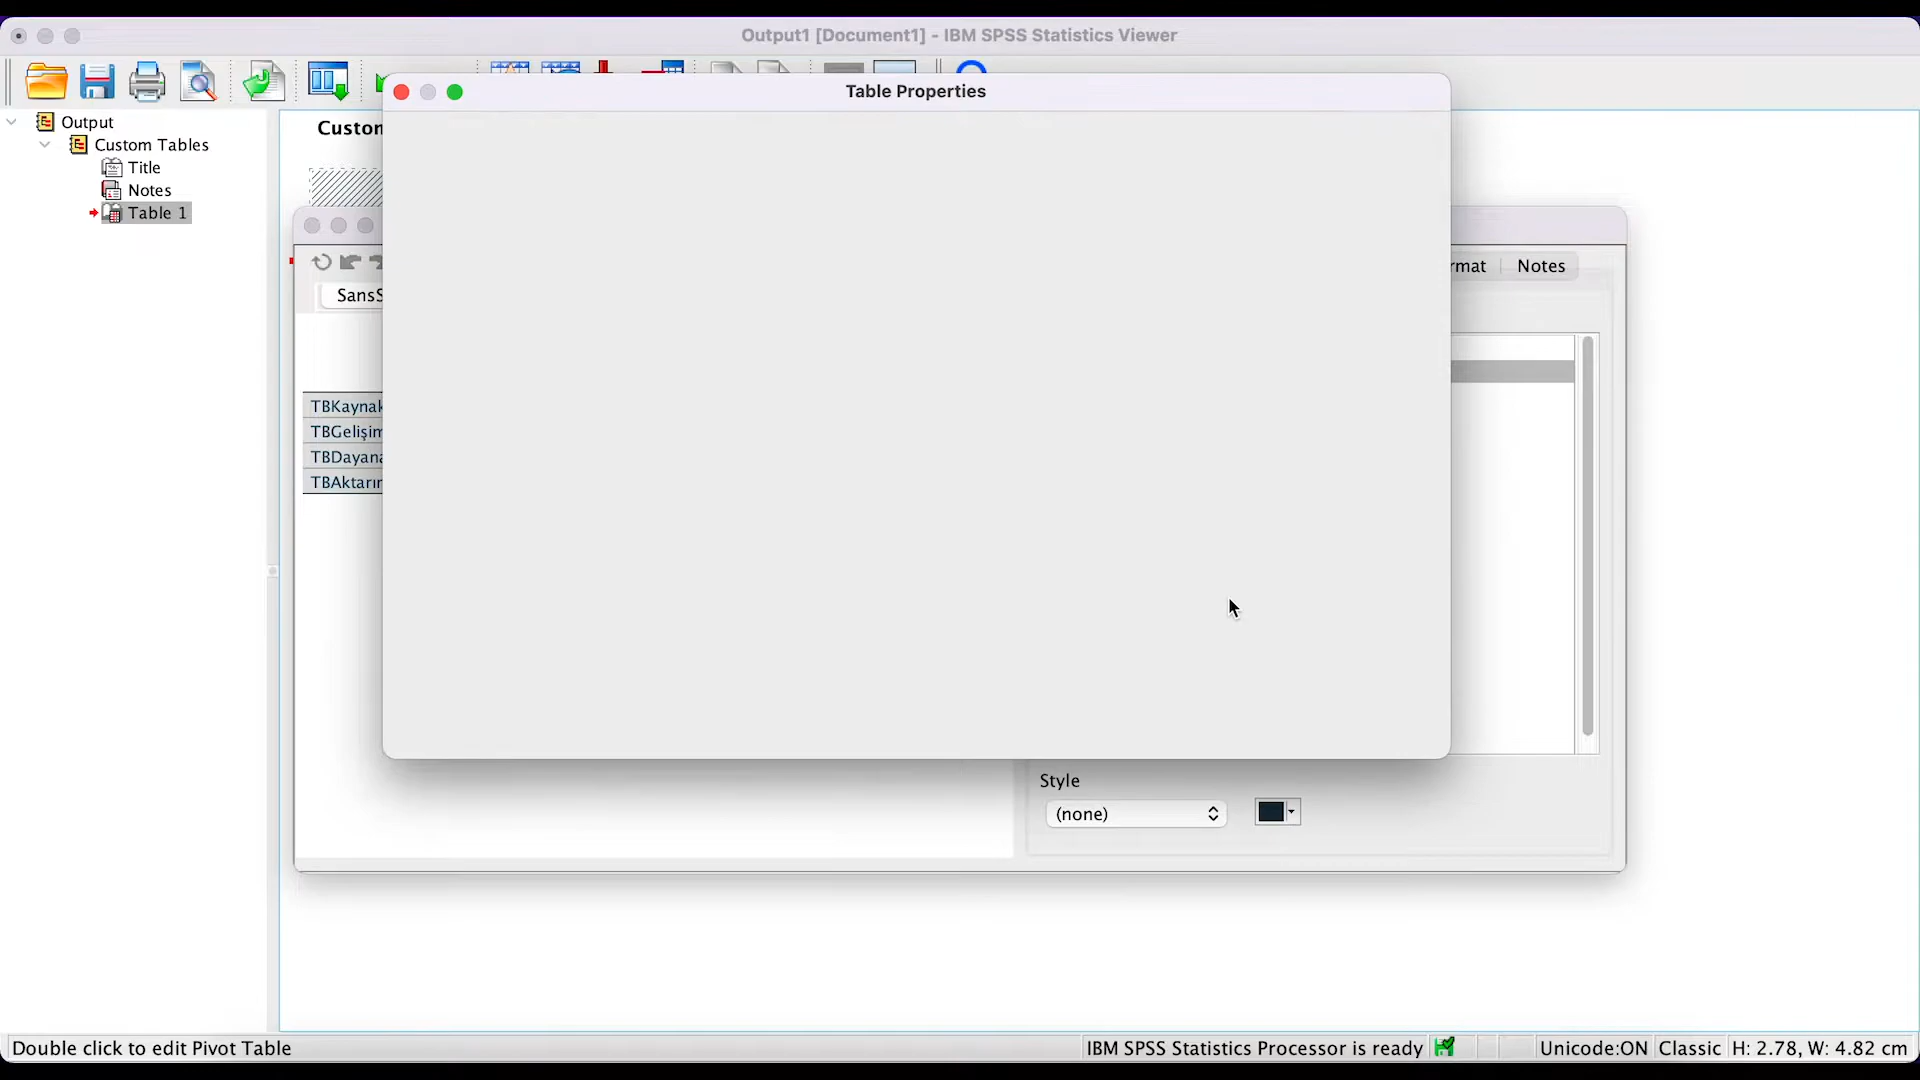 Output1 [Document1] - IBM SPSS Statistics Viewer
Table Properties
Output
Custom Tables
Title
Notes
Table 1
Custom
rmat
Notes
SansS
TBKaynak
TBGelişim
TBDayana
TBAktarım
Style
(none)
Double click to edit Pivot Table
IBM SPSS Statistics Processor is ready
Unicode:ON
Classic
H: 2.78, W: 4.82 cm